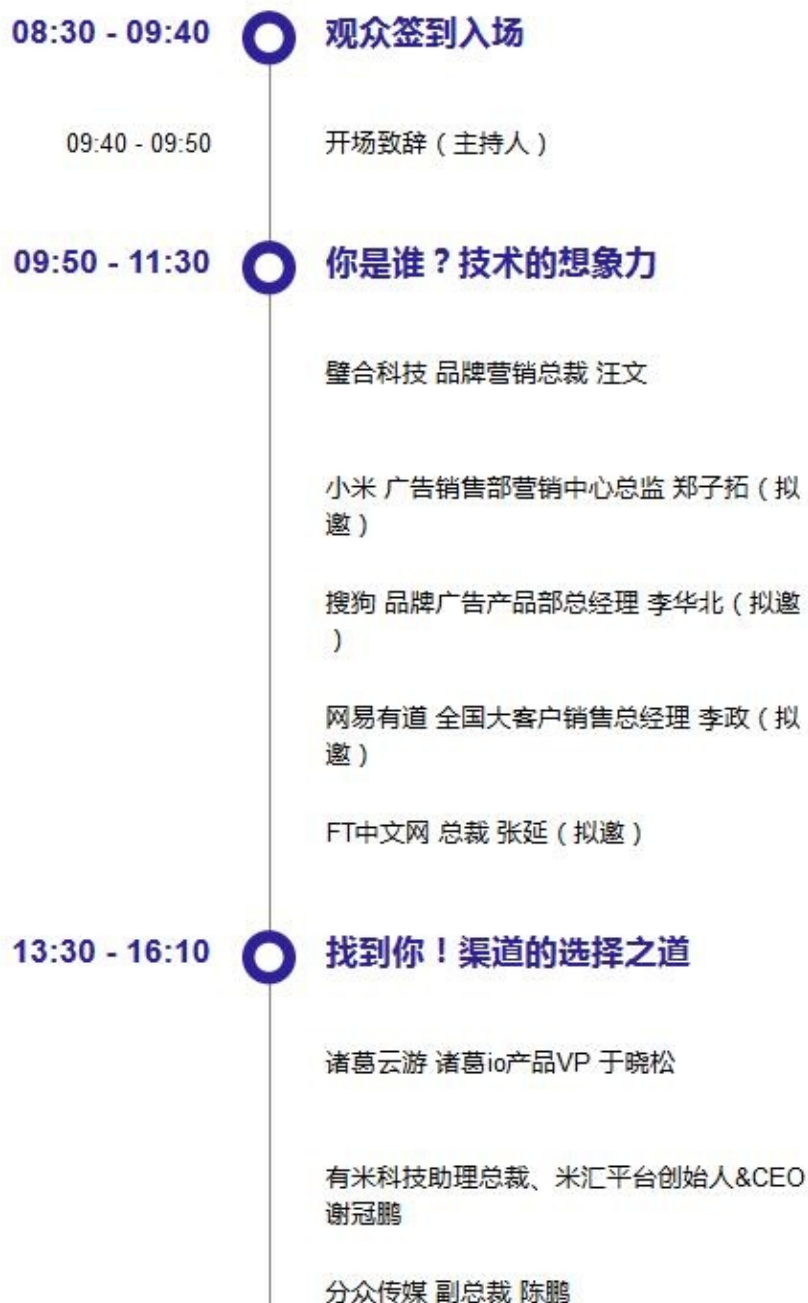 08:30 - 09:40 观众签到入场
09:40 - 09:50 开场致辞（主持人）
09:50 - 11:30 你是谁？技术的想象力
璧合科技 品牌营销总裁 汪文
小米 广告销售部营销中心总监 郑子拓（拟
邀）
搜狗 品牌广告产品部总经理 李华北（拟邀
）
网易有道 全国大客户销售总经理 李政（拟
邀）
FT中文网 总裁 张延（拟邀）
13:30 - 16:10 找到你！渠道的选择之道
诸葛云游 诸葛io产品VP 于晓松
有米科技助理总裁、米汇平台创始人&CEO
谢冠鹏
分众传媒 副总裁 陈鹏